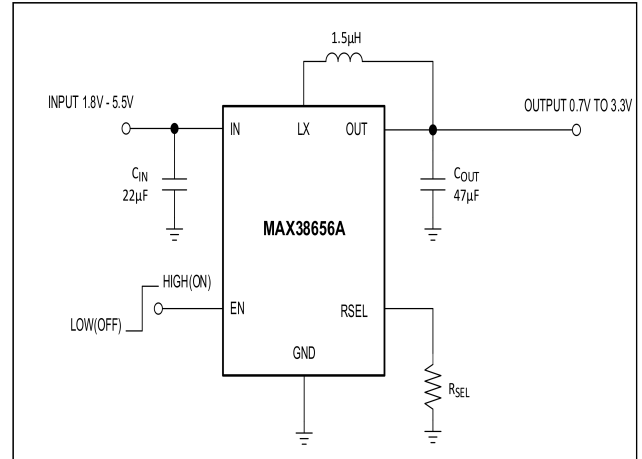 1.5µH
INPUT 1.8V - 5.5V
OUTPUT 0.7V TO 3.3V
IN
LX
OUT
CIN
22µF
COUT
47µF
MAX38656A
HIGH(ON)
LOW(OFF)
EN
RSEL
GND
RSEL